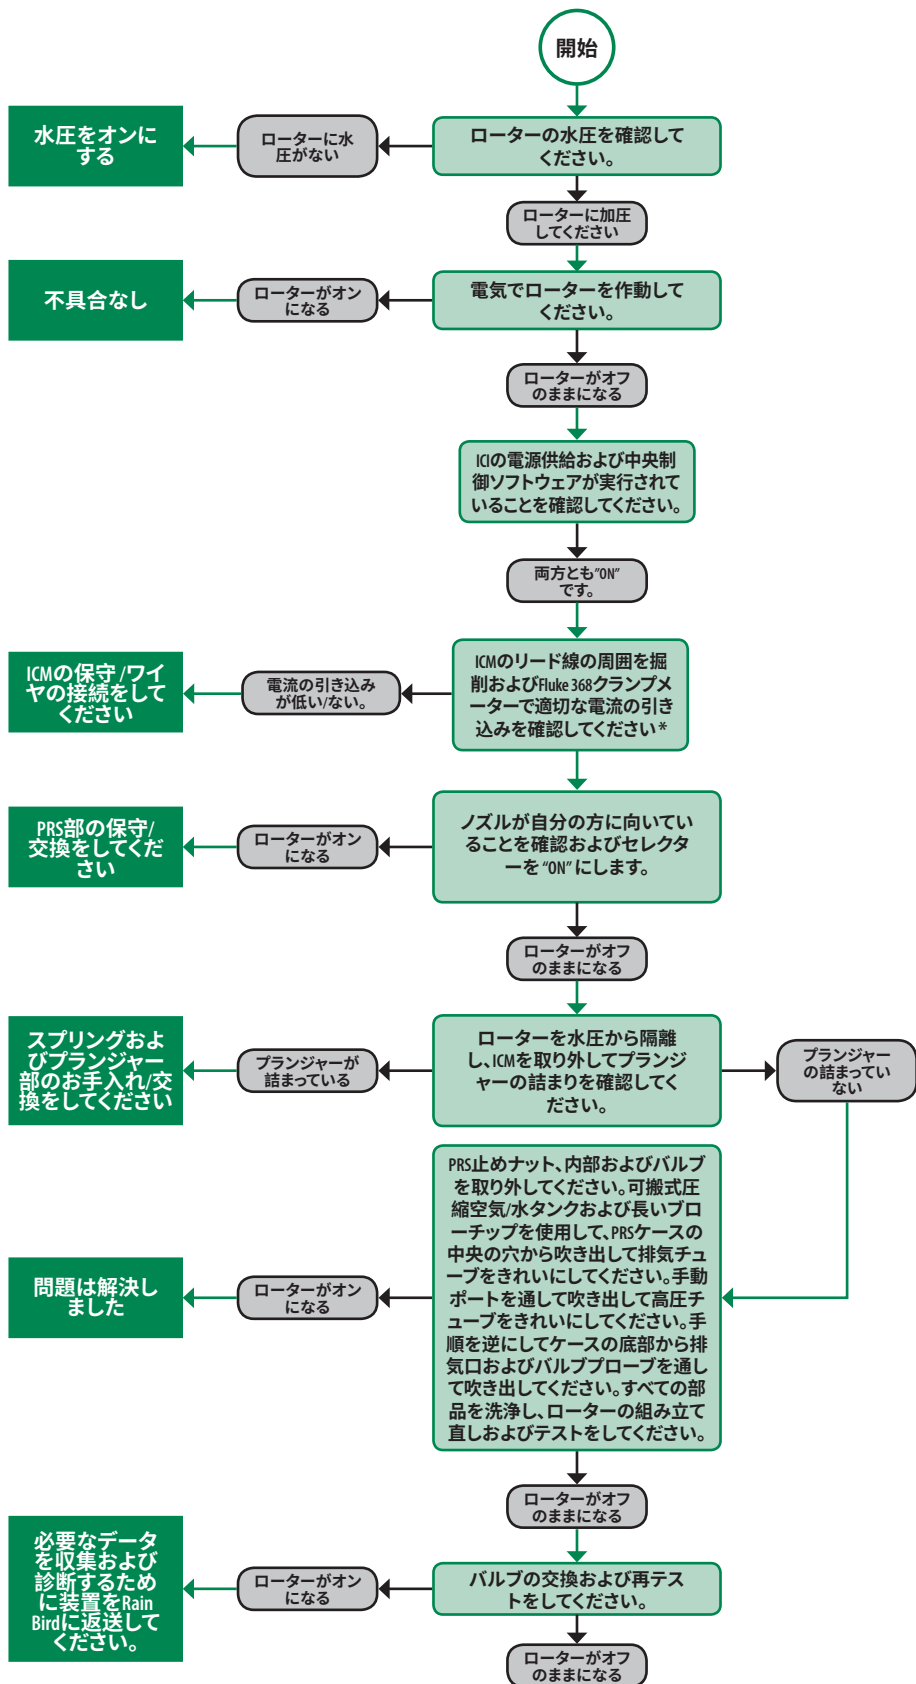 開始
ローターの水圧を確認して
ください。
ローターに水
圧がない
水圧をオンに
する
ローターに加圧
してください
電気でローターを作動して
ください。
ローターがオン
になる
不具合なし
ローターがオフ
のままになる
ICIの電源供給および中央制
御ソフトウェアが実行されて
いることを確認してください。
両方とも"ON"
です。
ICMのリード線の周囲を掘
削およびFluke 368クランプメ
ーターで適切な電流の引き
込みを確認してください*
電流の引き込み
が低い/ない。
ICMの保守/ワイ
ヤの接続をして
ください
ノズルが自分の方に向いてい
ることを確認およびセレクタ
ーを“ON”にします。
ローターがオン
になる
PRS部の保守/
交換をしてくだ
さい
ローターがオフ
のままになる
ローターを水圧から隔離
し、ICMを取り外してプランジ
ャーの詰まりを確認してく
ださい。
プランジャーが
詰まっている
スプリングおよ
びプランジャー
部のお手入れ/交
換をしてください
プランジャー
の詰まってい
ない
PRS止めナット、内部およびバルブ
を取り外してください。可搬式圧
縮空気/水タンクおよび長いブロ
ーチップを使用して、PRSケースの
中央の穴から吹き出して排気チュ
ーブをきれいにしてください。手動
ポートを通して吹き出して高圧チ
ューブをきれいにしてください。手
順を逆にしてケースの底部から排
気口およびバルブプローブを通し
て吹き出してください。すべての部
品を洗浄し、ローターの組み立て
直しおよびテストをしてください。
ローターがオン
になる
問題は解決し
ました
ローターがオフ
のままになる
バルブの交換および再テス
トをしてください。
ローターがオン
になる
必要なデータ
を収集および
診断するため
に装置をRain
Birdに返送して
ください。
ローターがオフ
のままになる